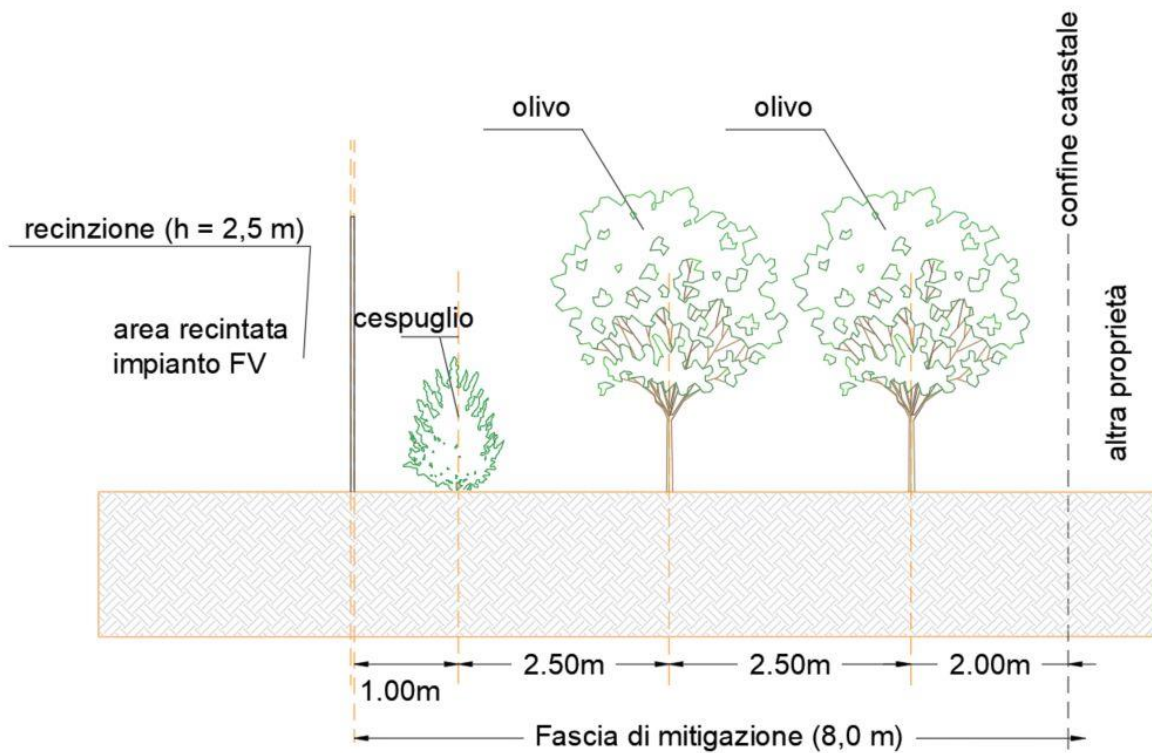 olivo
olivo
confine catastale
recinzione (h = 2,5 m)
cespuglio
area recintata
impianto FV
altra proprietà
1.00m
2.50m
2.50m
2.00m
Fascia di mitigazione (8,0 m)